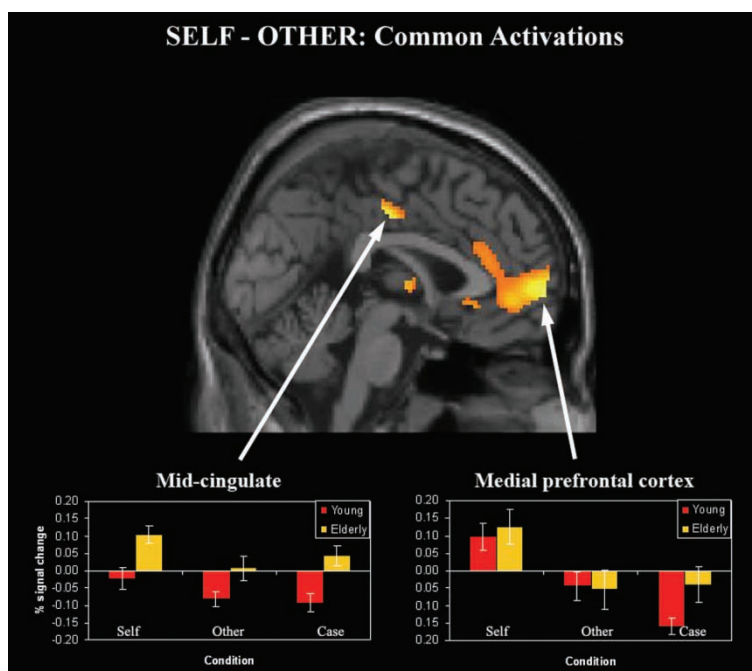 SELF - OTHER: Common Activations
Mid-cingulate
% signal change
0.20
0.15
0.10
0.05
0.00
-0.05
-0.10
0.15
0.20
Young
Elderly
Self
Other
Case
Condition
Medial prefrontal cortex
0.20
0.15
0.10
0.05
0.00
-0.05
-0.10
0.15
0.20
Young
Elderly
Self
Other
Case
Condition